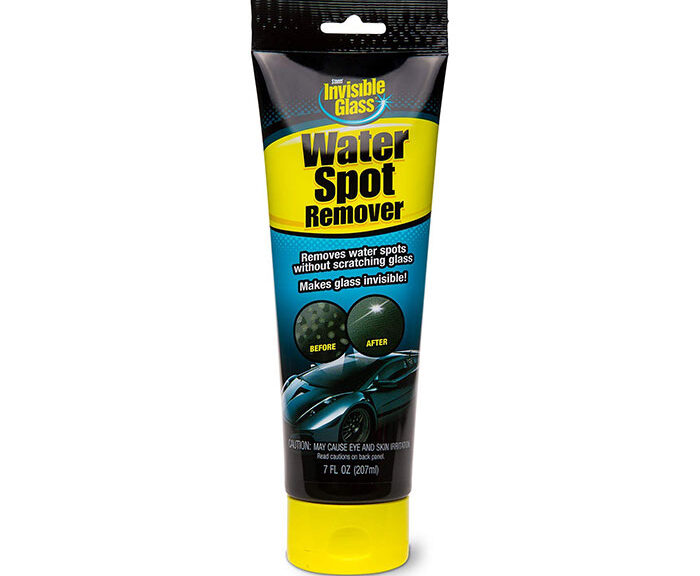 Stoner
Invisible
Glass®
Water
Spot
Remover
Removes water spots
without scratching glass
Makes glass invisible!
BEFORE
AFTER
CAUTION: MAY CAUSE EYE AND SKIN IRRITATION.
Read cautions on back panel.
7 FL OZ (207ml)